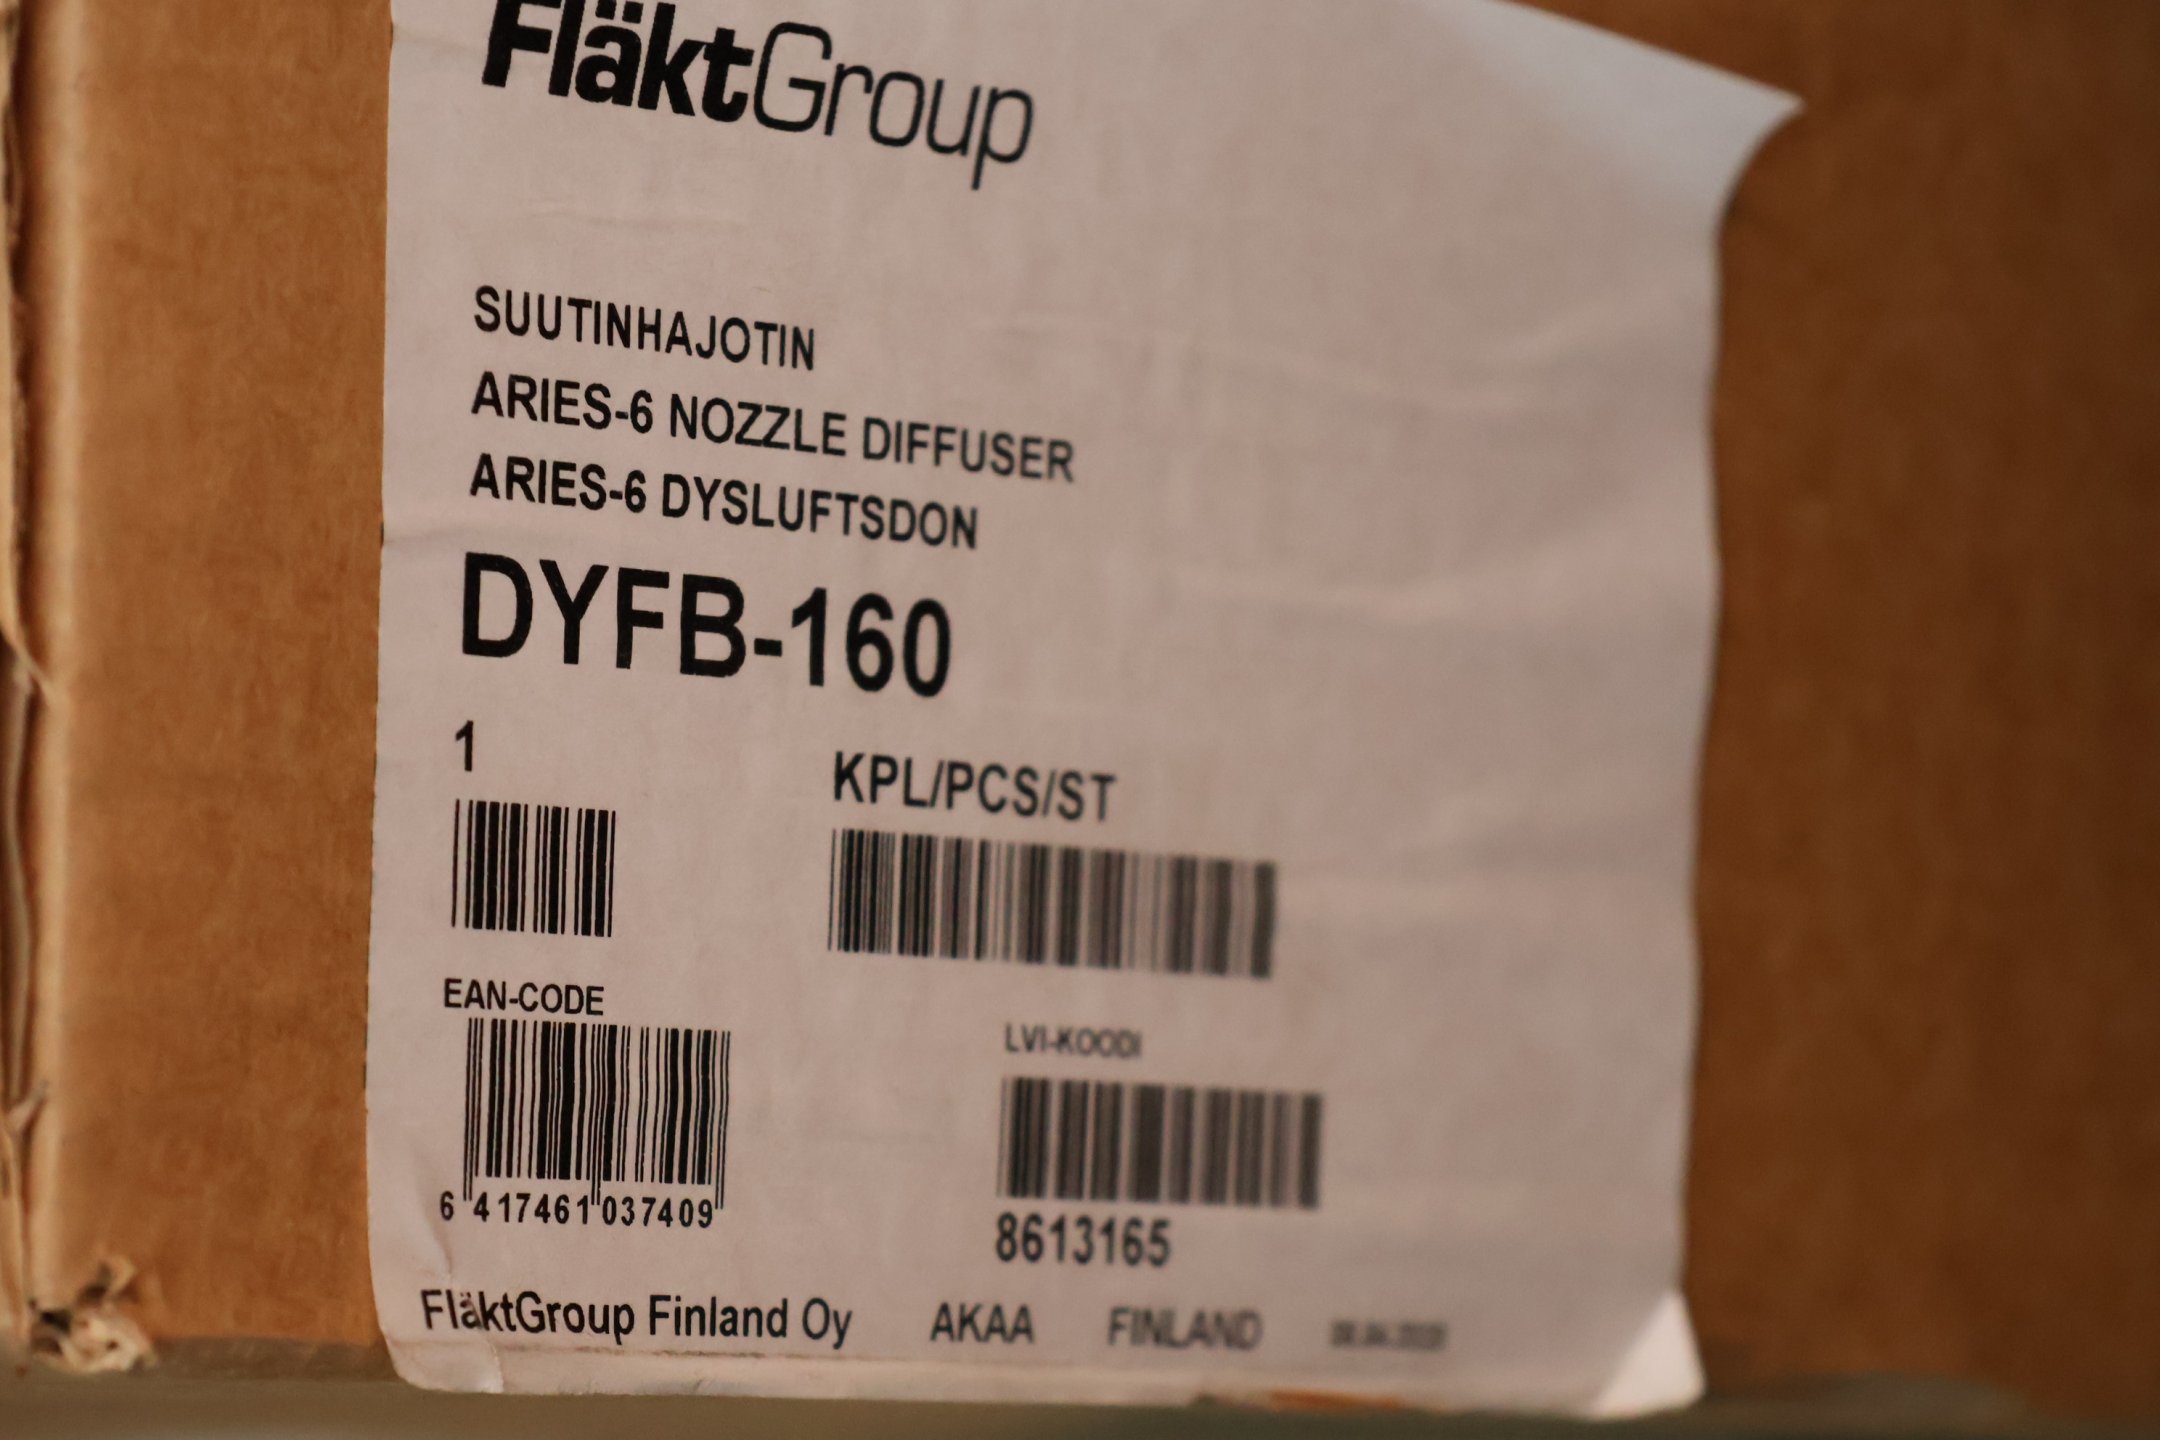 FläktGroup
SUUTINHAJOTIN
ARIES-6 NOZZLE DIFFUSER
ARIES-6 DYSLUFTSDON
DYFB-160
1
KPL/PCS/ST
EAN-CODE
LVI-KOODI
6 417461 037409
8613165
FläktGroup Finland Oy AKAA FINLAND